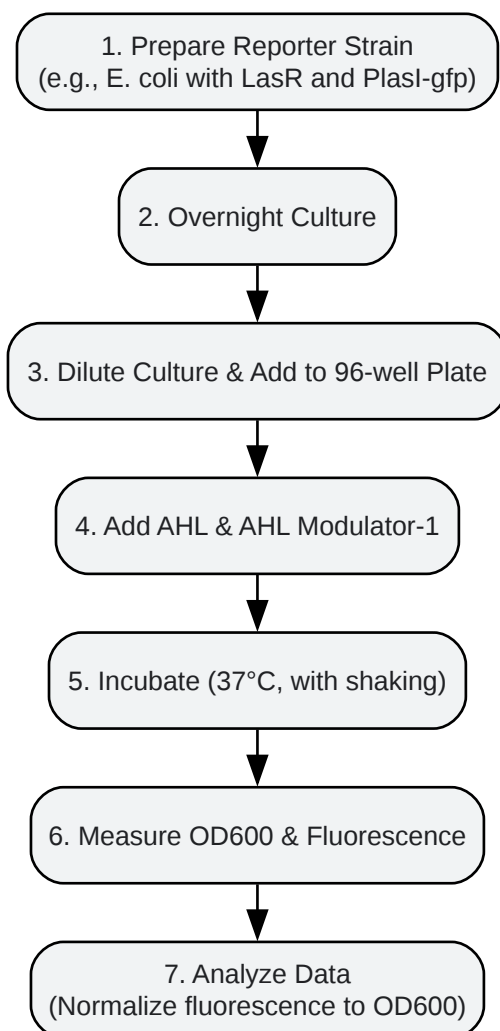 1. Prepare Reporter Strain
(e.g., E. coli with LasR and PlasI-gfp)
2. Overnight Culture
3. Dilute Culture & Add to 96-well Plate
4. Add AHL & AHL Modulator-1
5. Incubate (37°C, with shaking)
6. Measure OD600 & Fluorescence
7. Analyze Data
(Normalize fluorescence to OD600)